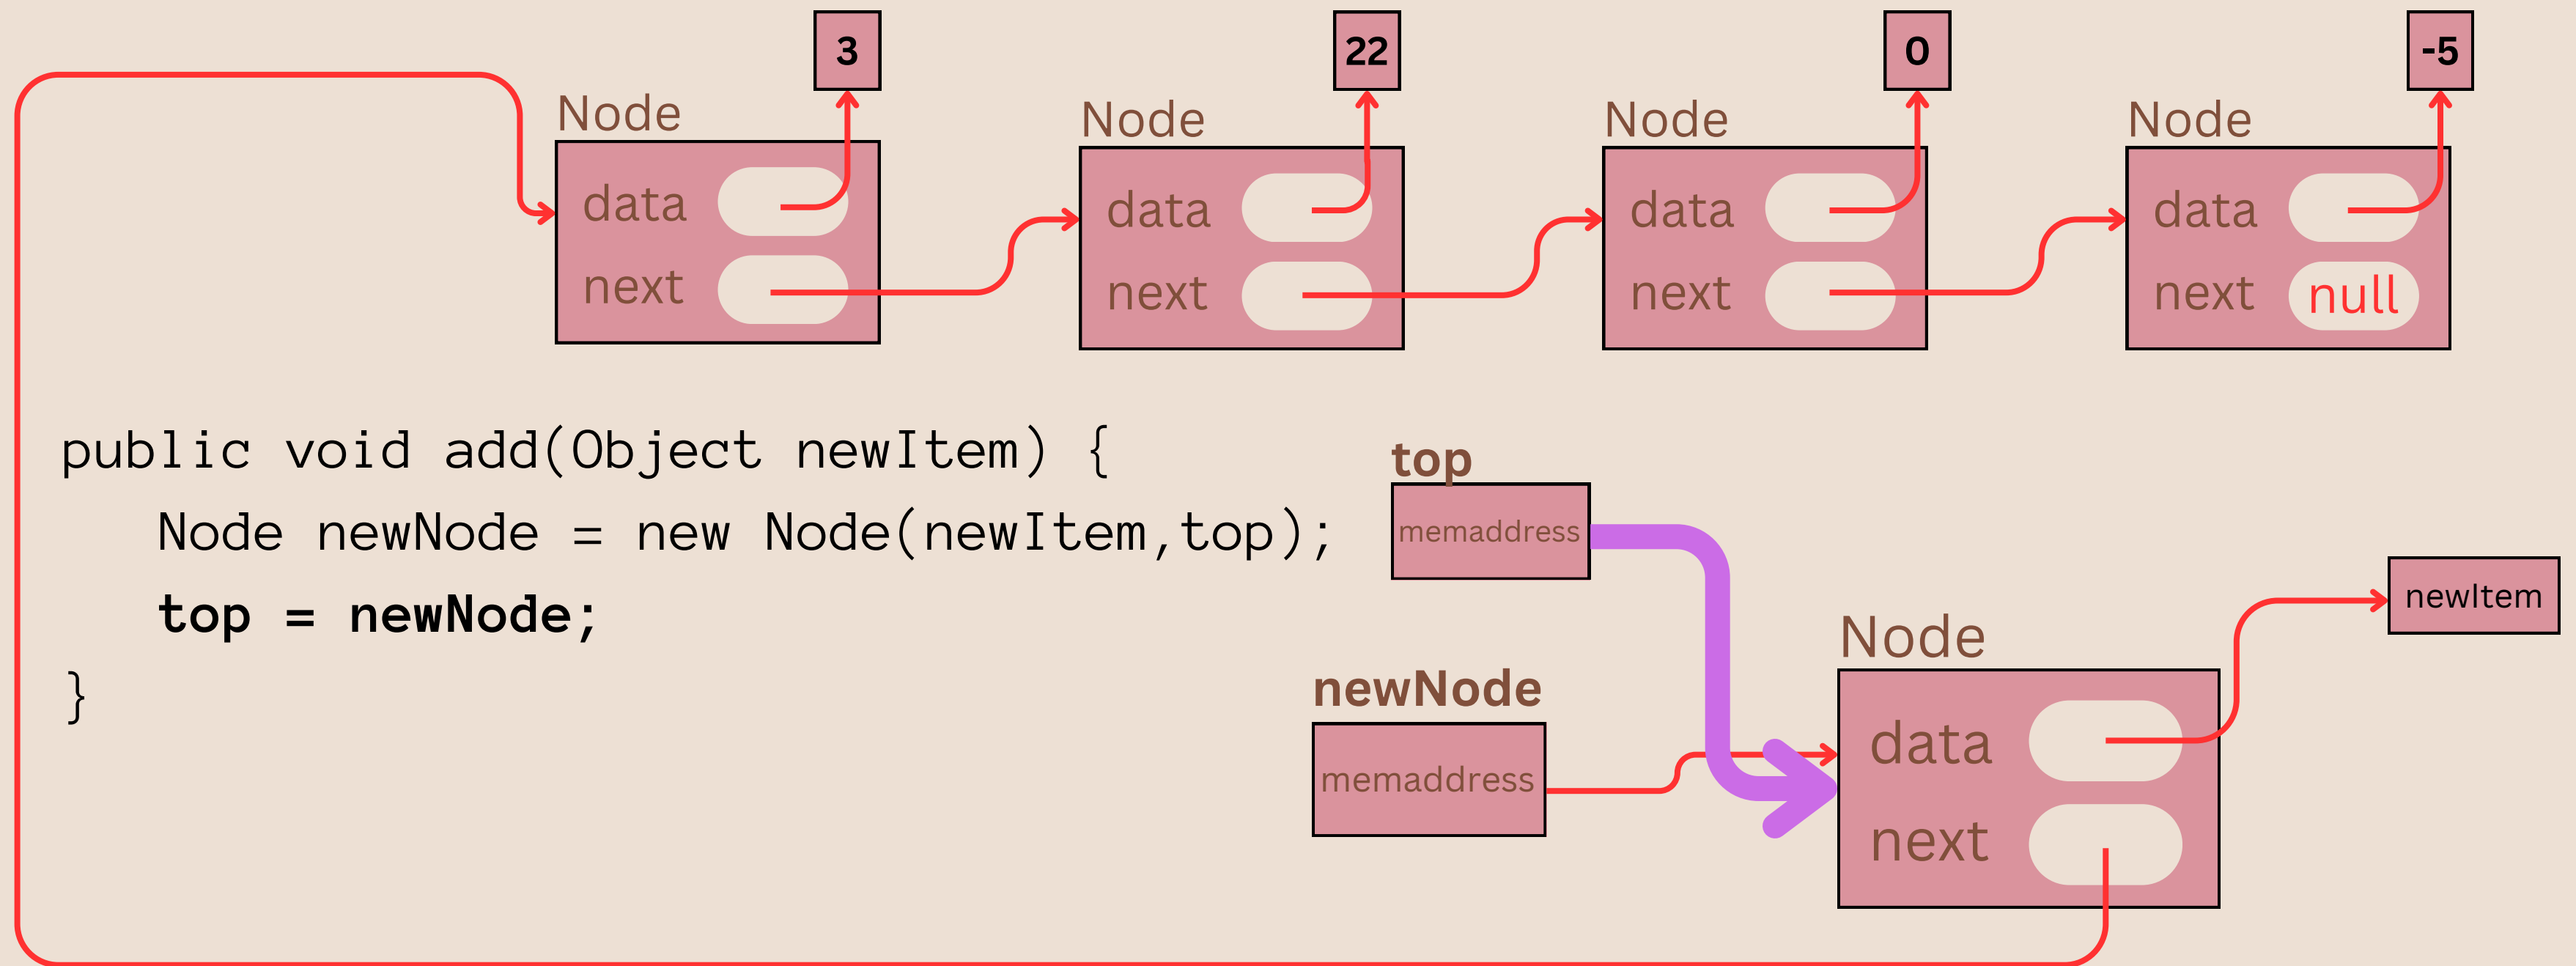 3
22
0
-5
Node
data
next
Node
data
next
Node
data
next
Node
data
next
null
public void add(Object newItem) {
Node newNode = new Node(newItem,top);
top = newNode;
}
top
memaddress
newNode
memaddress
Node
data
next
newItem